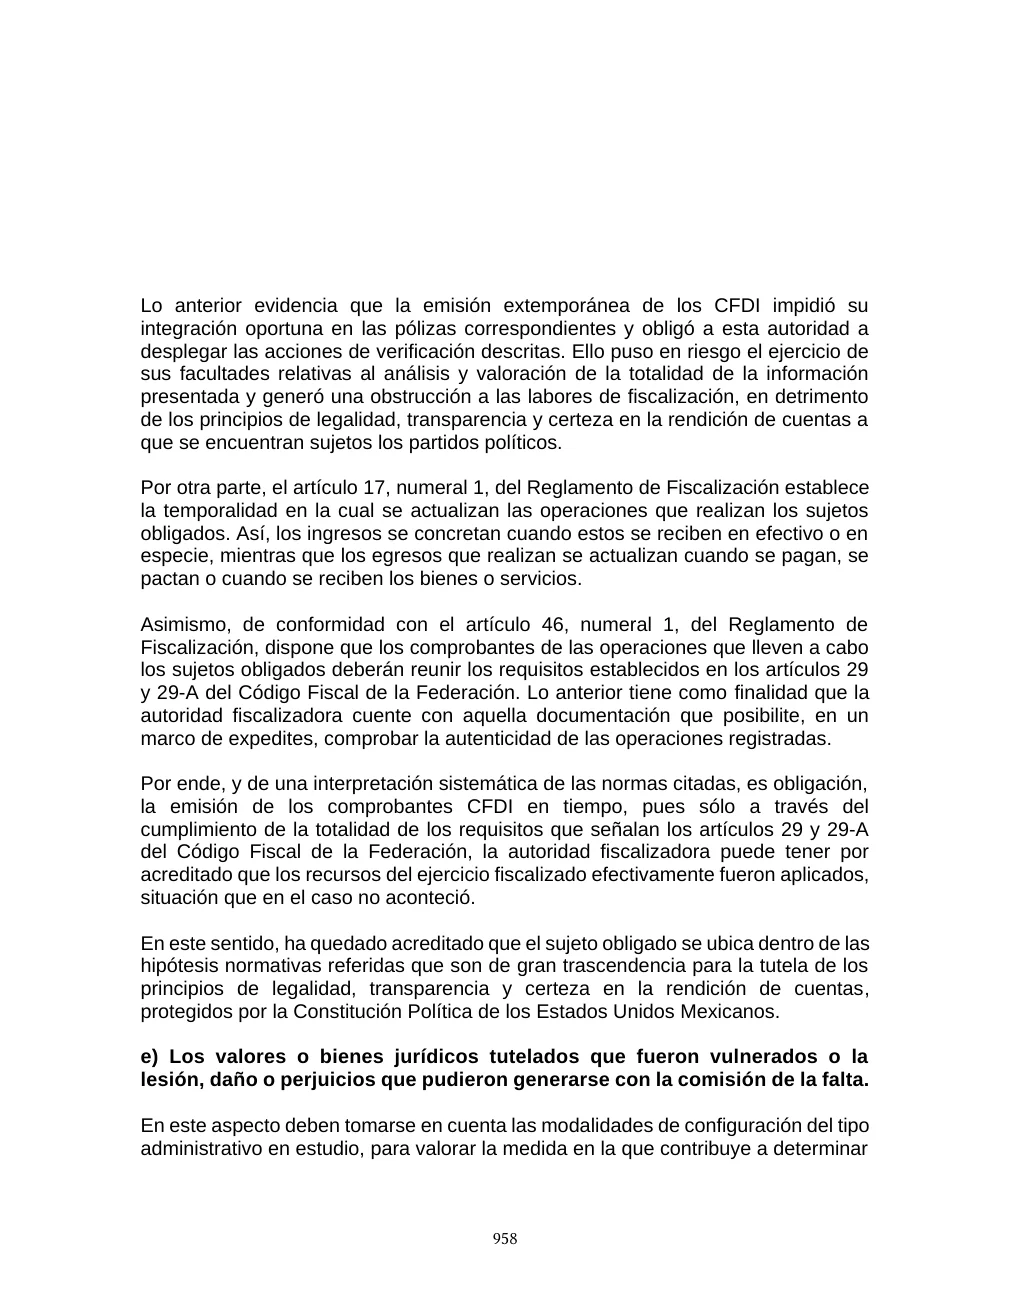 Lo anterior evidencia que la emisión extemporánea de los CFDI impidió su
integración oportuna en las pólizas correspondientes y obligó a esta autoridad a
desplegar las acciones de verificación descritas. Ello puso en riesgo el ejercicio de
sus facultades relativas al análisis y valoración de la totalidad de la información
presentada y generó una obstrucción a las labores de fiscalización, en detrimento
de los principios de legalidad, transparencia y certeza en la rendición de cuentas a
que se encuentran sujetos los partidos políticos.
Por otra parte, el artículo 17, numeral 1, del Reglamento de Fiscalización establece
la temporalidad en la cual se actualizan las operaciones que realizan los sujetos
obligados. Así, los ingresos se concretan cuando estos se reciben en efectivo o en
especie, mientras que los egresos que realizan se actualizan cuando se pagan, se
pactan o cuando se reciben los bienes o servicios.
Asimismo, de conformidad con el artículo 46, numeral 1, del Reglamento de
Fiscalización, dispone que los comprobantes de las operaciones que lleven a cabo
los sujetos obligados deberán reunir los requisitos establecidos en los artículos 29
y 29-A del Código Fiscal de la Federación. Lo anterior tiene como finalidad que la
autoridad fiscalizadora cuente con aquella documentación que posibilite, en un
marco de expedites, comprobar la autenticidad de las operaciones registradas.
Por ende, y de una interpretación sistemática de las normas citadas, es obligación,
la emisión de los comprobantes CFDI en tiempo, pues sólo a través del
cumplimiento de la totalidad de los requisitos que señalan los artículos 29 y 29-A
del Código Fiscal de la Federación, la autoridad fiscalizadora puede tener por
acreditado que los recursos del ejercicio fiscalizado efectivamente fueron aplicados,
situación que en el caso no aconteció.
En este sentido, ha quedado acreditado que el sujeto obligado se ubica dentro de las
hipótesis normativas referidas que son de gran trascendencia para la tutela de los
principios de legalidad, transparencia y certeza en la rendición de cuentas,
protegidos por la Constitución Política de los Estados Unidos Mexicanos.
e) Los valores o bienes jurídicos tutelados que fueron vulnerados o la
lesión, daño o perjuicios que pudieron generarse con la comisión de la falta.
En este aspecto deben tomarse en cuenta las modalidades de configuración del tipo
administrativo en estudio, para valorar la medida en la que contribuye a determinar
958